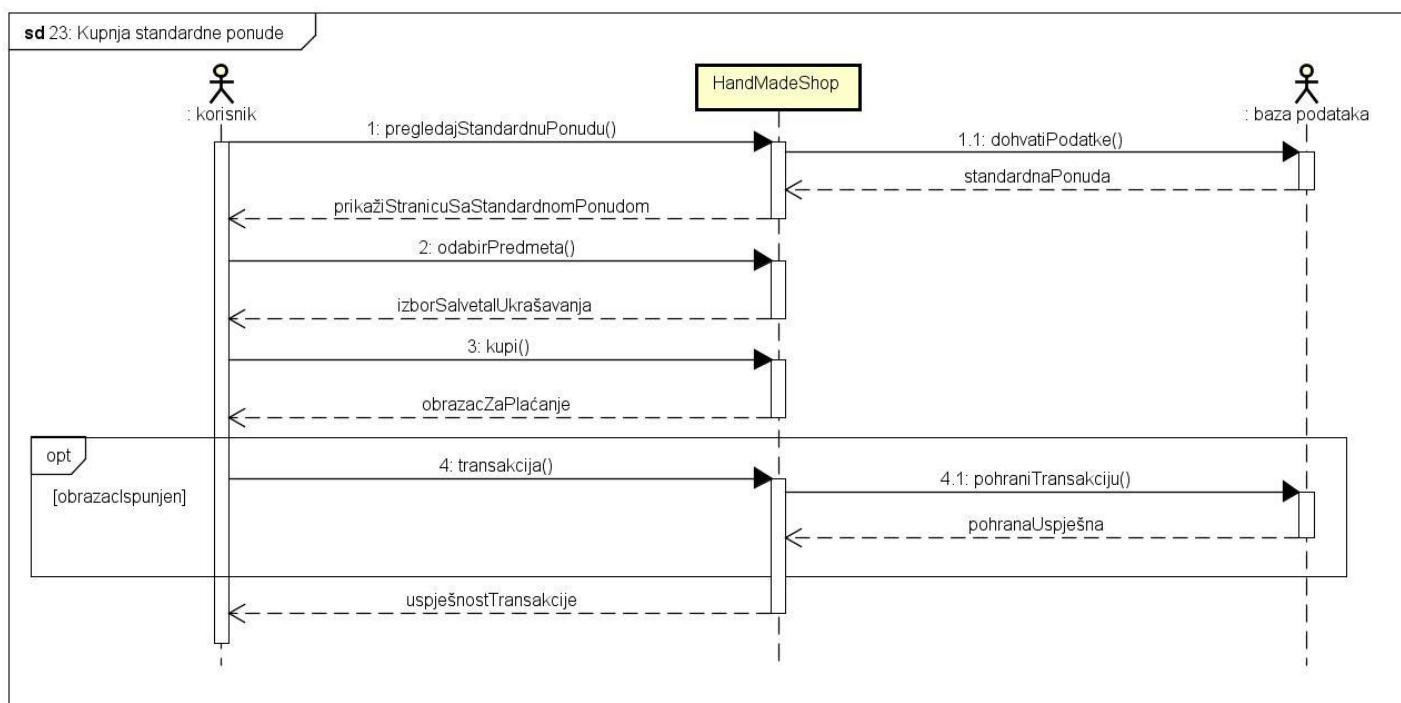 sd 23: Kupnja standardne ponude
: korisnik
HandMadeShop
: baza podataka
1: pregledajStandardnuPonudu()
1.1: dohvatiPodatke()
standardnaPonuda
prikažiStranicuSaStandardnomPonudom
2: odabirPredmeta()
izborSalvetaIUkrašavanja
3: kupi()
obrazacZaPlaćanje
opt
[obrazacIspunjen]
4: transakcija()
4.1: pohraniTransakciju()
pohranaUspješna
uspješnostTransakcije